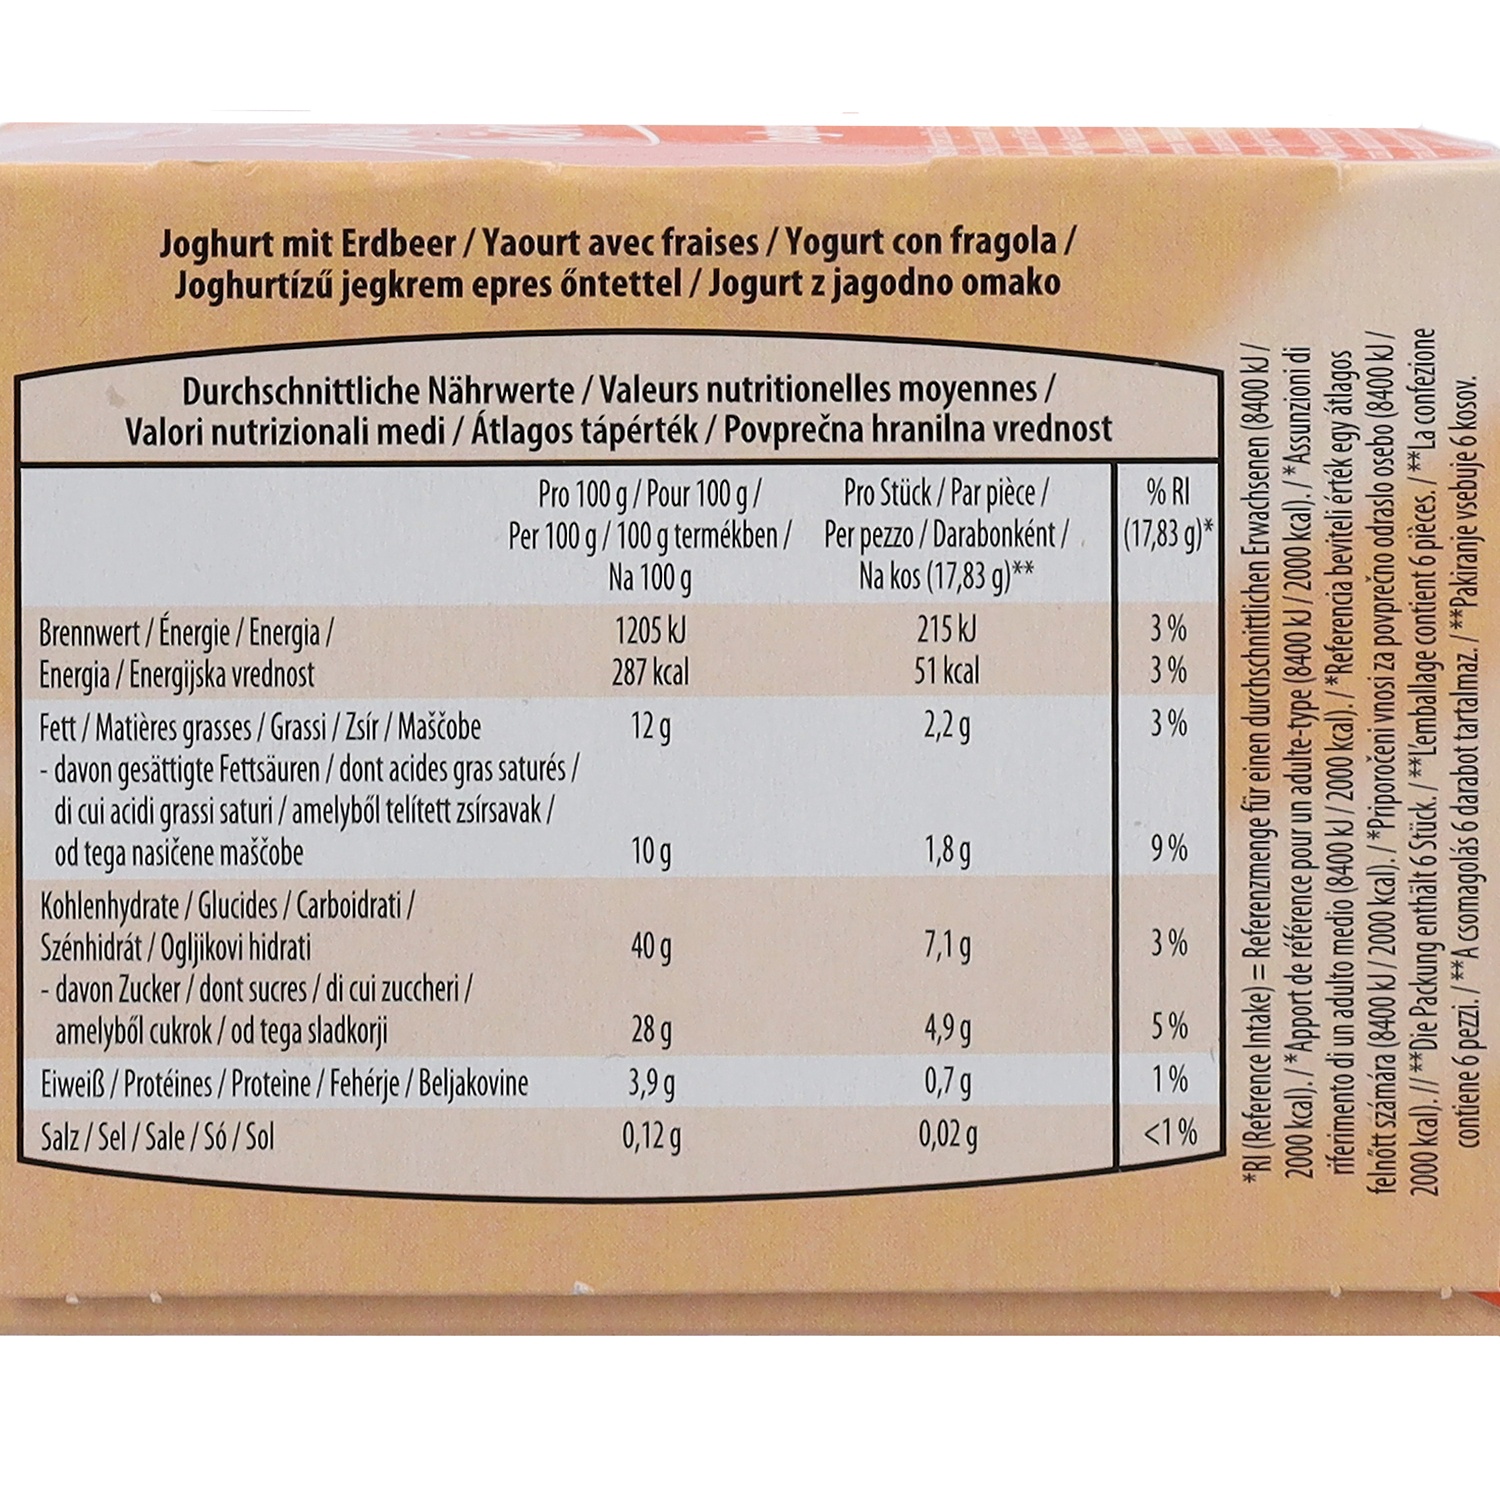 Joghurt mit Erdbeer / Yaourt avec fraises / Yogurt con fragola /
Joghurtízű jegkrem epres őntettel / Jogurt z jagodno omako
Durchschnittliche Nährwerte / Valeurs nutritionelles moyennes /
Valori nutrizionali medi / Átlagos tápérték / Povprečna hranilna vrednost
Pro 100 g / Pour 100 g / Pro Stück / Par pièce / % RI
Per 100 g / 100 g termékben / Per pezzo / Darabonként / (17,83 g)*
Na 100 g Na kos (17,83 g)**
Brennwert / Énergie / Energia / 1205 kJ 215 kJ 3 %
Energia / Energijska vrednost 287 kcal 51 kcal 3 %
Fett / Matières grasses / Grassi / Zsír / Maščobe 12 g 2,2 g 3 %
- davon gesättigte Fettsäuren / dont acides gras saturés /
di cui acidi grassi saturi / amelyből telített zsírsavak /
od tega nasičene maščobe 10 g 1,8 g 9 %
Kohlenhydrate / Glucides / Carboidrati /
Szénhidrát / Ogljikovi hidrati 40 g 7,1 g 3 %
- davon Zucker / dont sucres / di cui zuccheri /
amelyből cukrok / od tega sladkorji 28 g 4,9 g 5 %
Eiweiß / Protéines / Proteine / Fehérje / Beljakovine 3,9 g 0,7 g 1 %
Salz / Sel / Sale / Só / Sol 0,12 g 0,02 g <1 %
*RI (Reference Intake) = Referenzmenge für einen durchschnittlichen Erwachsenen (8400 kJ /
2000 kcal). / *Apport de référence pour un adulte-type (8400 kJ / 2000 kcal). / *Assunzioni di
riferimento di un adulto medio (8400 kJ / 2000 kcal). / *Referencia beviteli érték egy átlagos
felnőtt számára (8400 kJ / 2000 kcal). / *Priporočeni vnosi za povprečno odraslo osebo (8400 kJ /
2000 kcal). // **Die Packung enthält 6 Stück. / **L'emballage contient 6 pièces. / **La confezione
contiene 6 pezzi. / **A csomagolás 6 darabot tartalmaz. / **Pakiranje vsebuje 6 kosov.